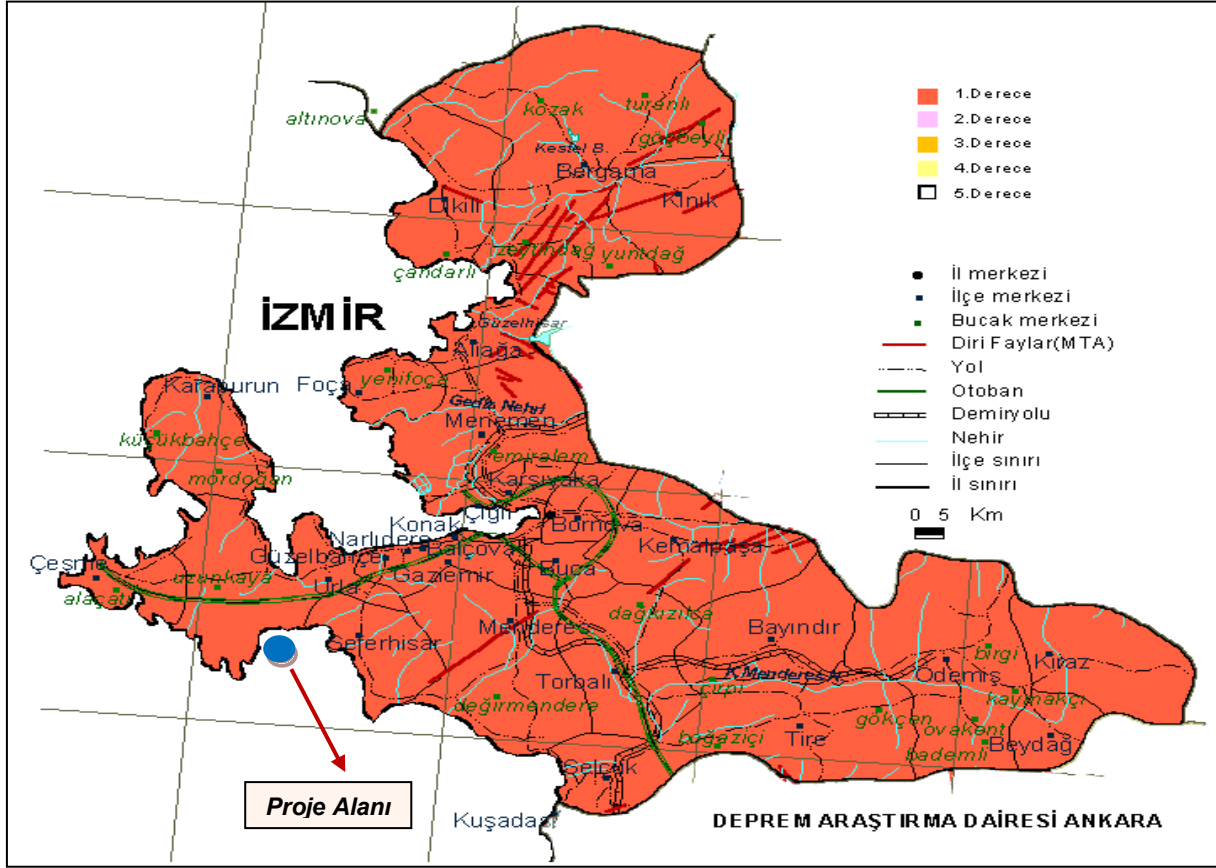 altınova
kozak
turanlı
göçbeyli
Kestel B.
Bergama
Dikili
Kınık
zeytindağ
yuntdağ
çandarlı
İZMİR
Güzelhisar
Aliağa
Karaburun
Foça
yenifoça
Gediz Nehri
Menemen
küçükbahçe
emiralem
mordoğan
Karşıyaka
Çiğli
Konak
Bornova
Narlıdere
Balçova
Kemalpaşa
Güzelbahçe
Çeşme
uzunkaya
Urla
Gaziemir
Buca
alaçatı
dağkızılca
Seferhisar
Menderes
Bayındır
birgi
Kiraz
K.Menderes N.
Ödemiş
Torbalı
çırpı
kaymakçı
değirmendere
gökçen
ovakent
boğaziçi
Tire
Beydağ
bademli
Selçuk
Kuşadası
Proje Alanı
1.Derece
2.Derece
3.Derece
4.Derece
5.Derece
İl merkezi
İlçe merkezi
Bucak merkezi
Diri Faylar(MTA)
Yol
Otoban
Demiryolu
Nehir
İlçe sınırı
İl sınırı
0 5 Km
DEPREM ARAŞTIRMA DAİRESİ ANKARA